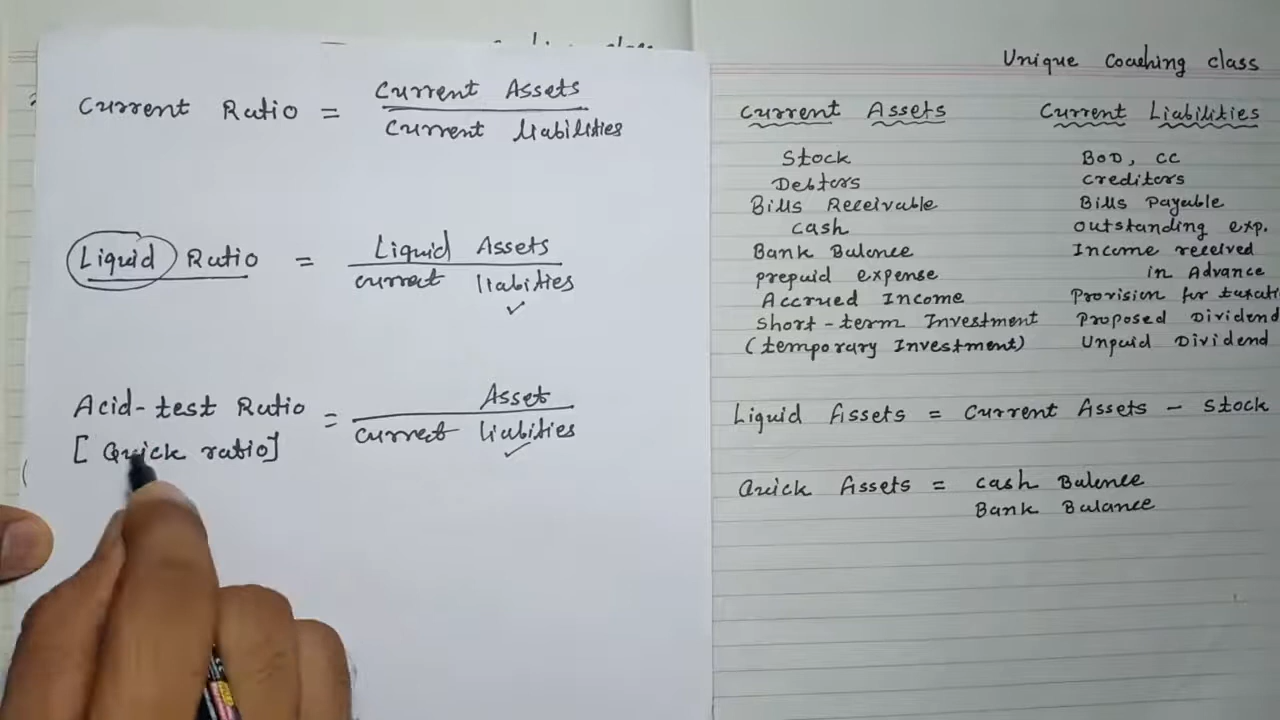 Current Ratio = Current Assets
Current liabilities
Liquid Ratio = Liquid Assets
current liabities
Acid-test Ratio = Asset
[Quick ratio] current liabities
Unique Coaching class
Current Assets
Stock
Debtors
Bills Receivable
cash
Bank Balance
prepaid expense
Accrued Income
short-term Investment
(temporary Investment)
Current Liabilities
BOD, CC
creditors
Bills Payable
outstanding exp.
Income received
in Advance
Provision for taxati
Proposed Dividend
Unpaid Dividend
Liquid Assets = Current Assets - Stock
Quick Assets = Cash Balance
Bank Balance